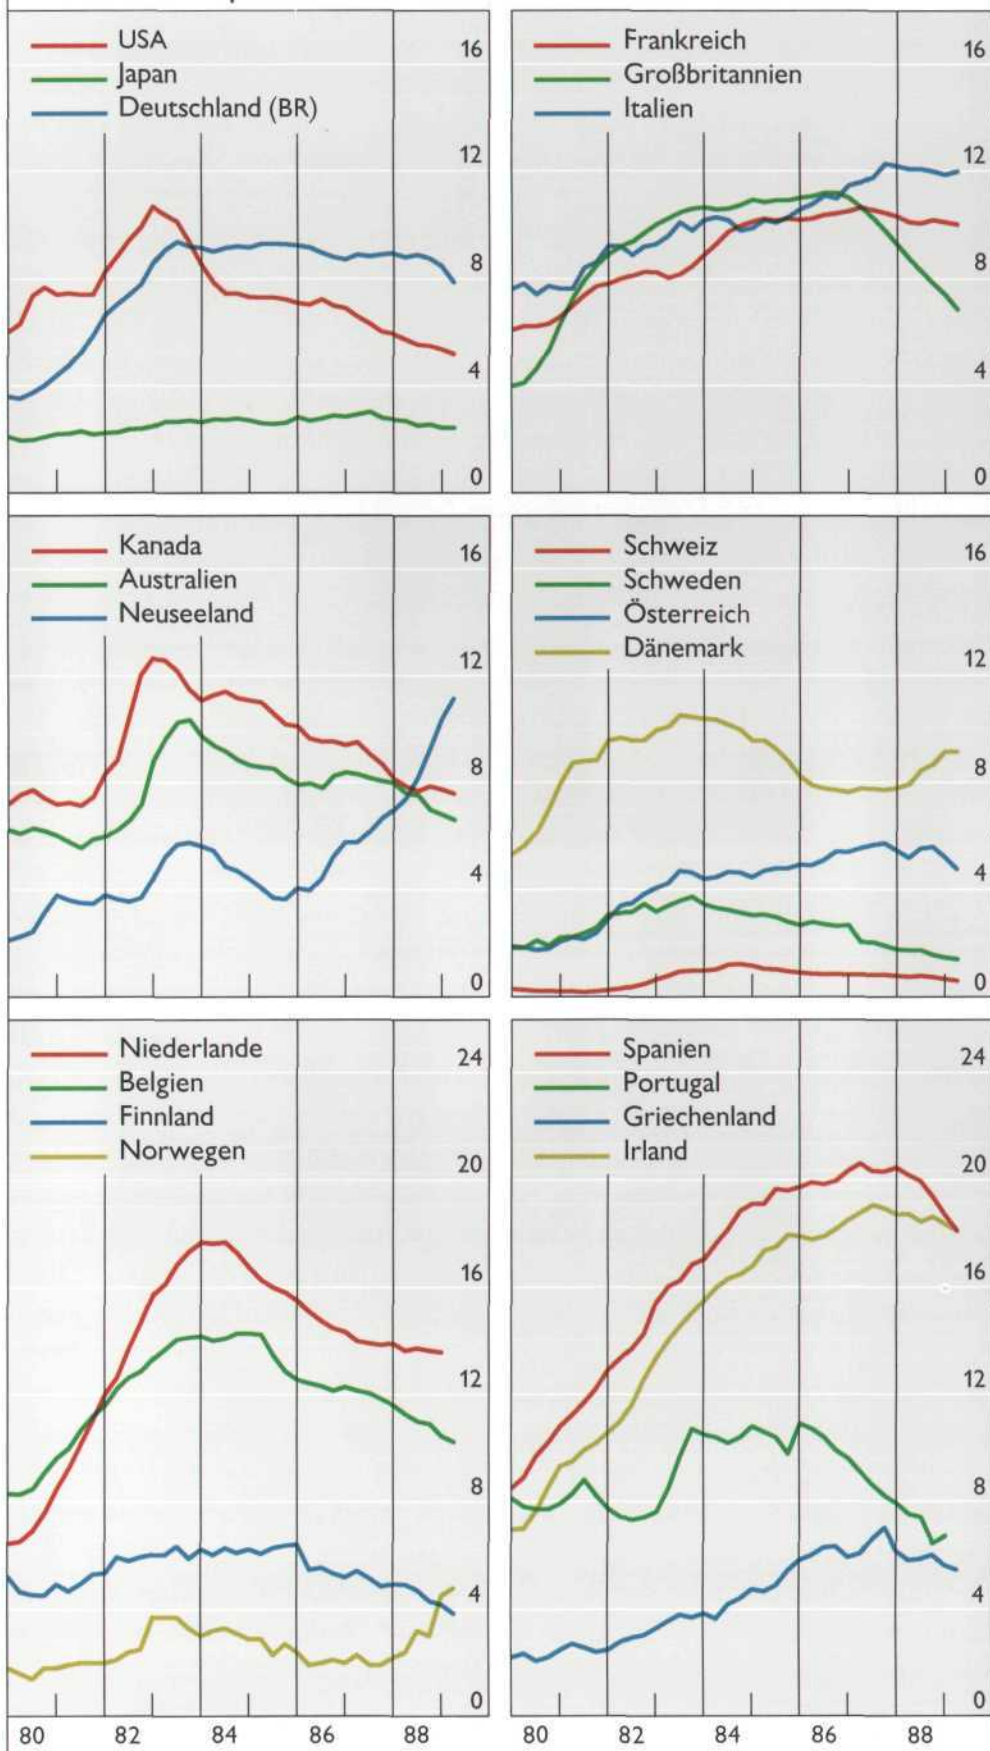 USA
Japan
Deutschland (BR)
16
12
8
4
0
Frankreich
Großbritannien
Italien
16
12
8
4
0
Kanada
Australien
Neuseeland
16
12
8
4
0
Schweiz
Schweden
Österreich
Dänemark
16
12
8
4
0
Niederlande
Belgien
Finnland
Norwegen
24
20
16
12
8
4
0
80 82 84 86 88
Spanien
Portugal
Griechenland
Irland
24
20
16
12
8
4
0
80 82 84 86 88